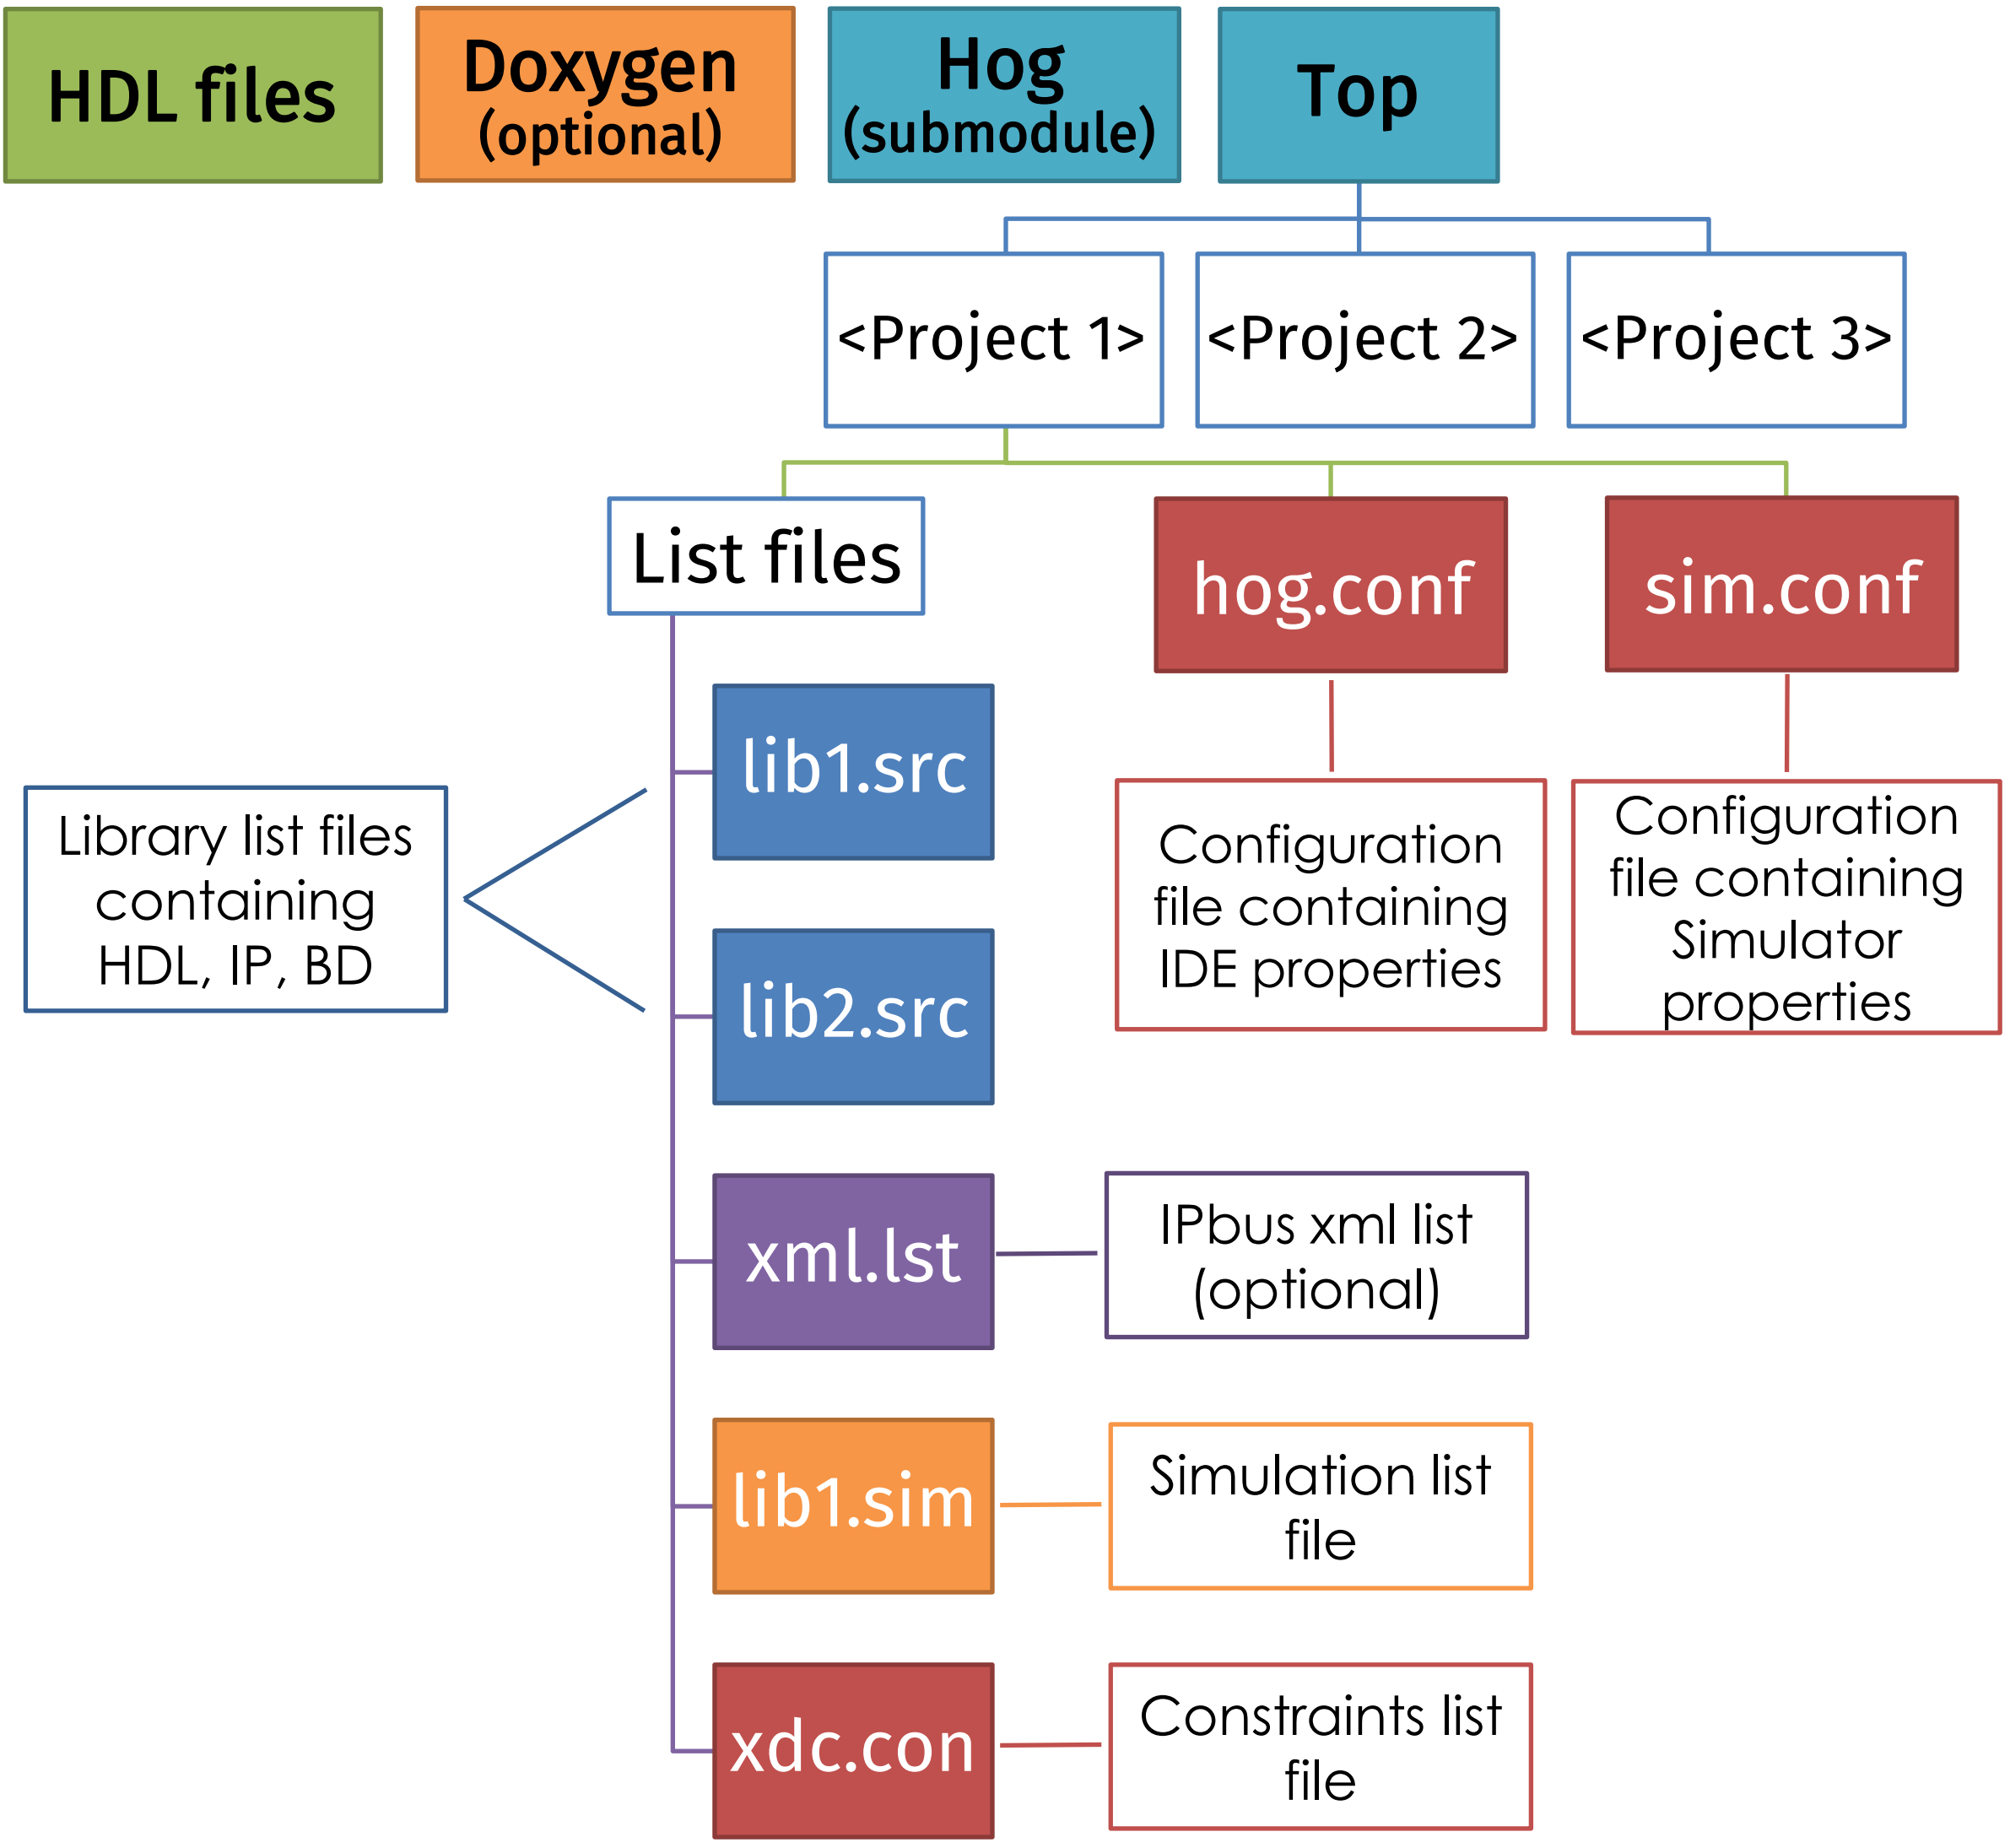 HDL files
Doxygen
(optional)
Hog
(submodule)
Top
<Project 1>
<Project 2>
<Project 3>
List files
hog.conf
sim.conf
lib1.src
Library list files
containing
HDL, IP, BD
Configuration
file containing
IDE properties
Configuration
file containing
Simulator
properties
lib2.src
xml.lst
IPbus xml list
(optional)
lib1.sim
Simulation list
file
xdc.con
Constraints list
file